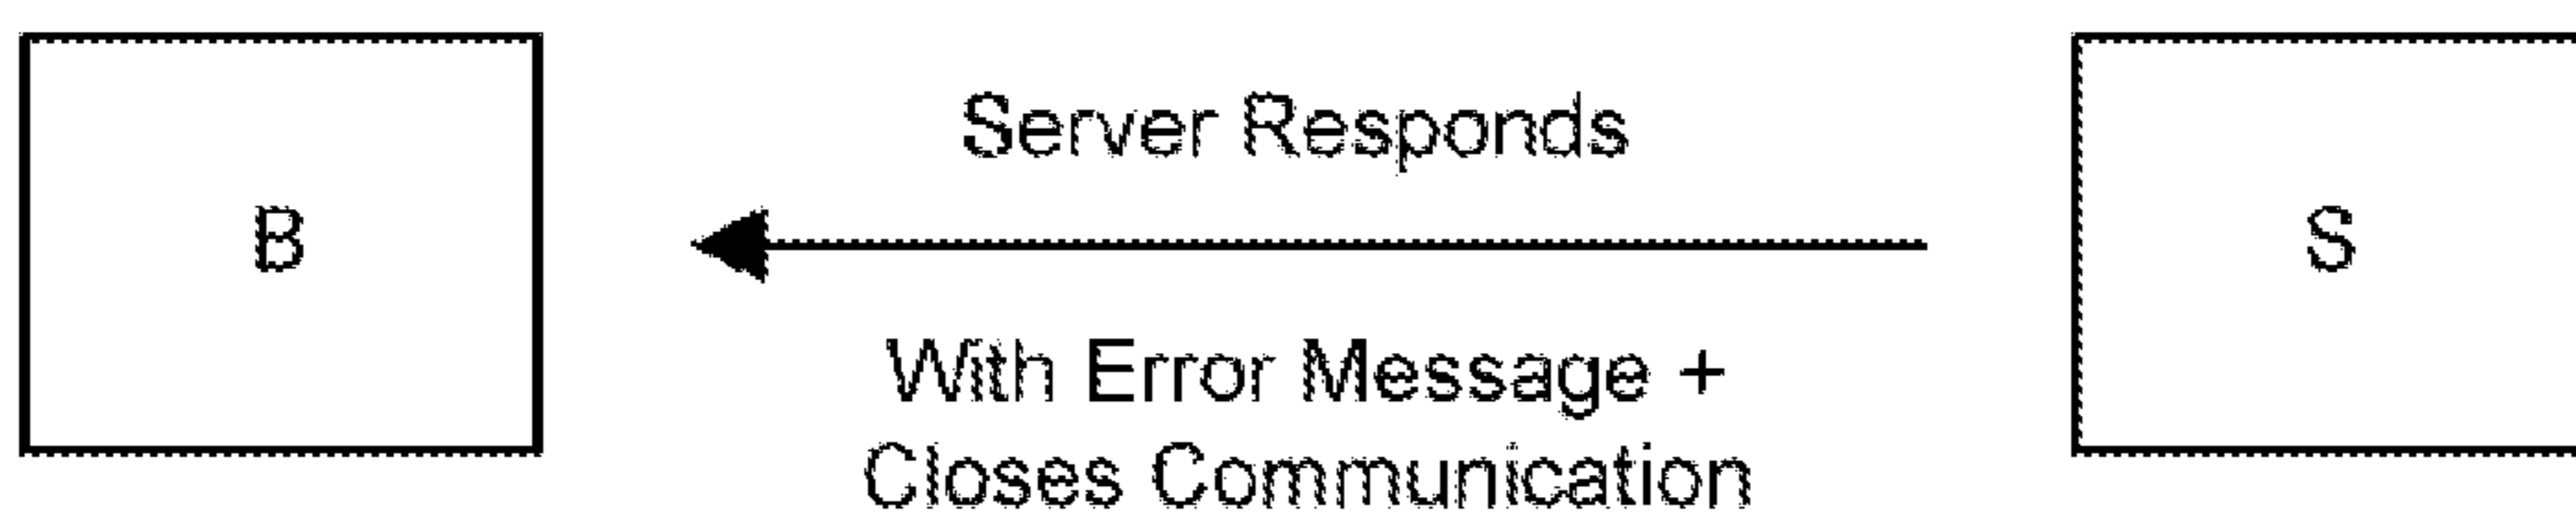 Server Responds
B
S
With Error Message +
Closes Communication